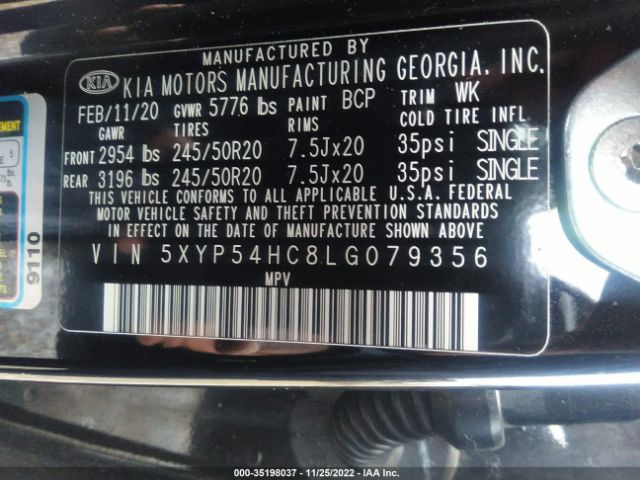 MANUFACTURED BY
KIA KIA MOTORS MANUFACTURING GEORGIA, INC.
FEB/11/20 GVWR 5776 lbs PAINT BCP TRIM WK
GAWR TIRES RIMS COLD TIRE INFL
FRONT 2954 lbs 245/50R20 7.5Jx20 35psi SINGLE
REAR 3196 lbs 245/50R20 7.5Jx20 35psi SINGLE
THIS VEHICLE CONFORMS TO ALL APPLICABLE U.S.A. FEDERAL
MOTOR VEHICLE SAFETY AND THEFT PREVENTION STANDARDS
IN EFFECT ON THE DATE OF MANUFACTURE SHOWN ABOVE
VIN 5XYP54HC8LG079356
MPV
9110
000-35198037 - 11/25/2022 - IAA Inc.